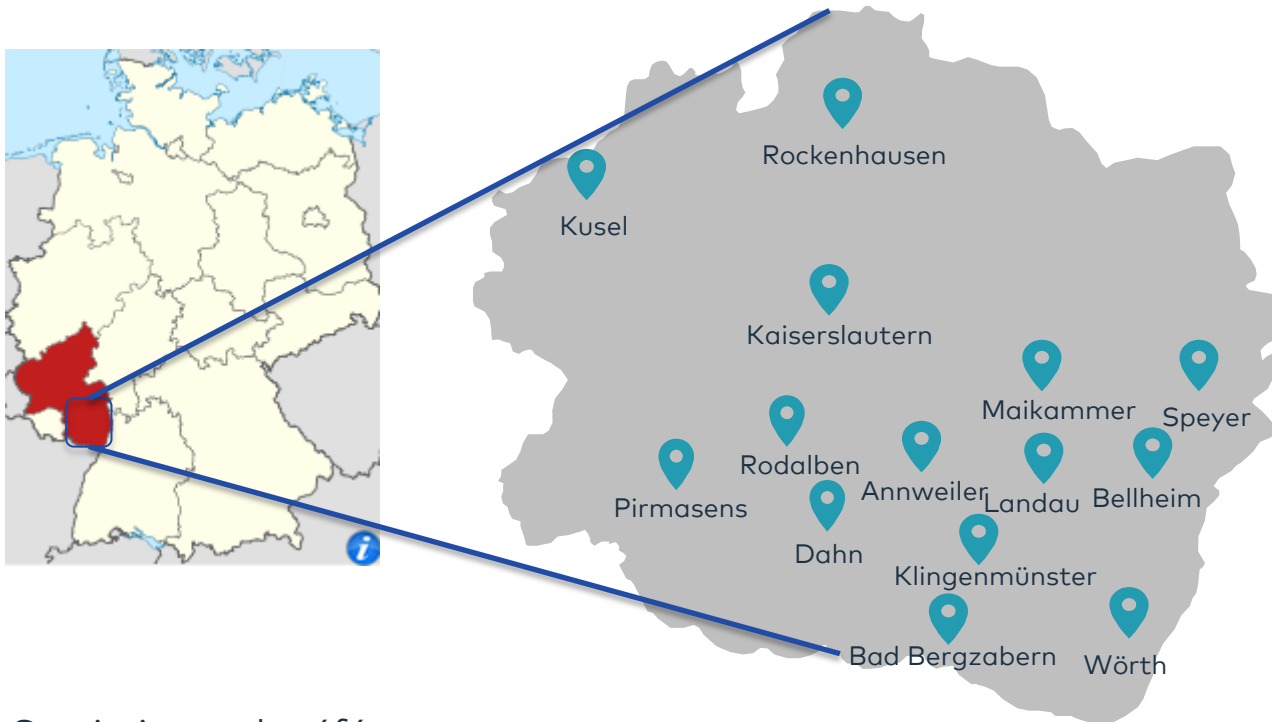 Rockenhausen
Kusel
Kaiserslautern
Maikammer
Speyer
Rodalben
Annweiler
Landau
Bellheim
Pirmasens
Dahn
Klingenmünster
Bad Bergzabern
Wörth
i